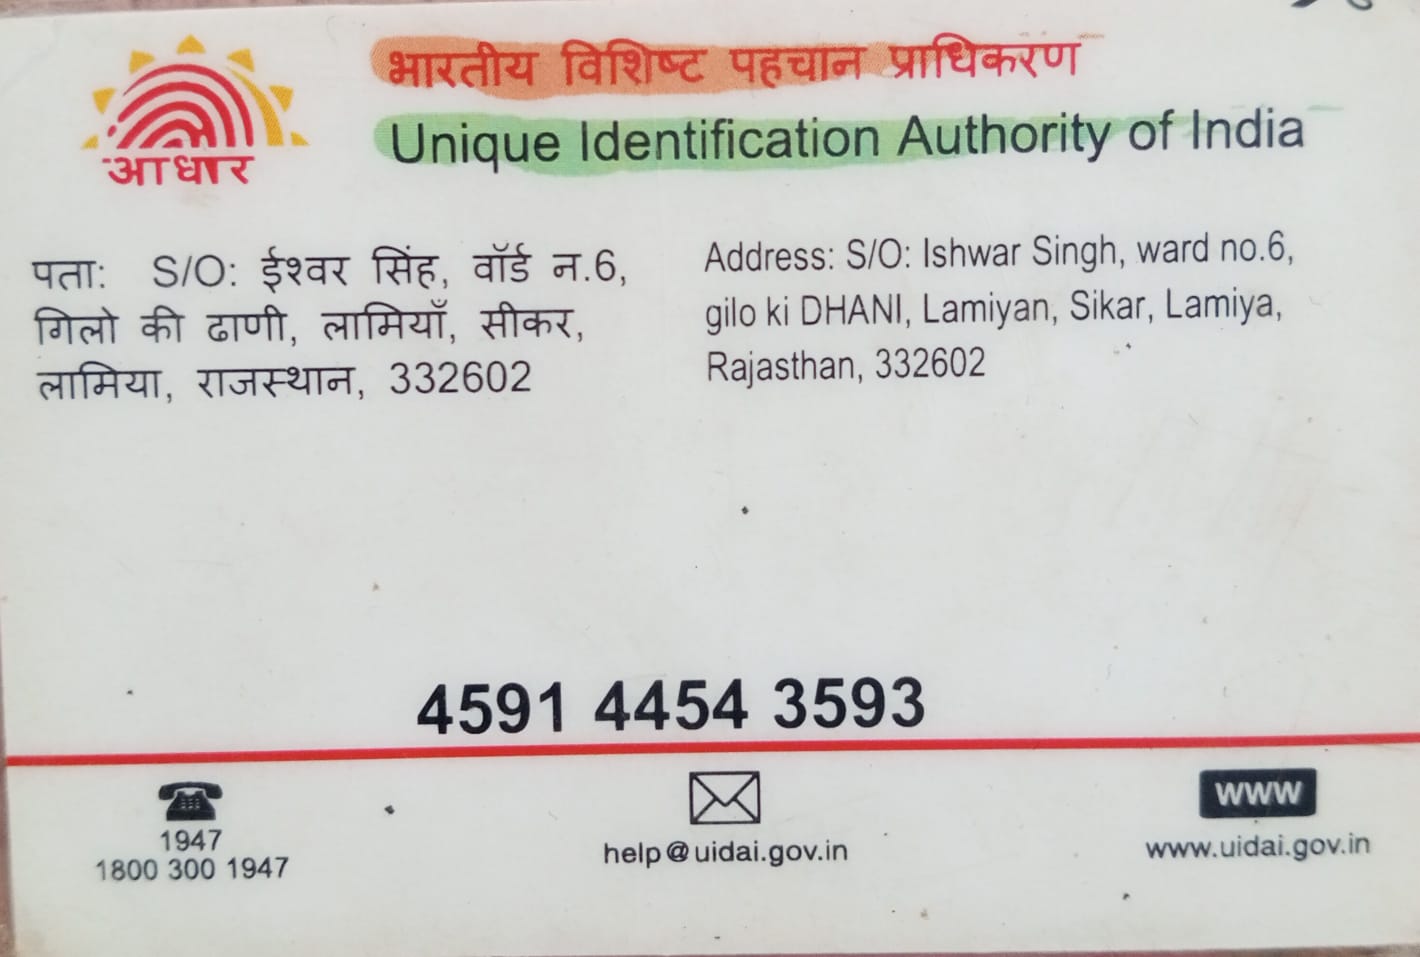 आधार
भारतीय विशिष्ट पहचान प्राधिकरण
Unique Identification Authority of India
पता: S/O: ईश्वर सिंह, वॉर्ड न.6,
गिलो की ढाणी, लामियाँ, सीकर,
लामिया, राजस्थान, 332602
Address: S/O: Ishwar Singh, ward no.6,
gilo ki DHANI, Lamiyan, Sikar, Lamiya,
Rajasthan, 332602
4591 4454 3593
1947
1800 300 1947
help@uidai.gov.in
www
www.uidai.gov.in